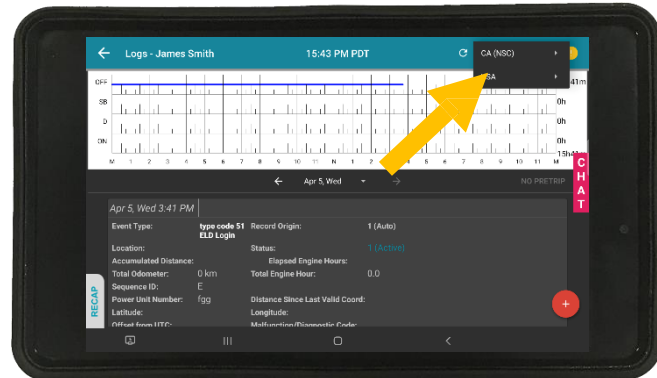 Logs - James Smith 15:43 PM PDT CA (NSC)
OFF 41m
SB 0h
D 0h
ON 0h
15h41m
M 1 2 3 4 5 6 7 8 9 10 11 N 1 2 4 5 6 7 8 9 10 11 M
Apr 5, Wed NO PRETRIP
CHAT
Apr 5, Wed 3:41 PM
Event Type: type code 51 Record Origin: 1 (Auto)
ELD Login
Location: Status: 1 (Active)
Accumulated Distance: Elapsed Engine Hours:
Total Odometer: 0 km Total Engine Hour: 0.0
Sequence ID: E
Power Unit Number: fgg Distance Since Last Valid Coord:
Latitude: Longitude:
Offset from UTC: Malfunction/Diagnostic Code:
RECAP